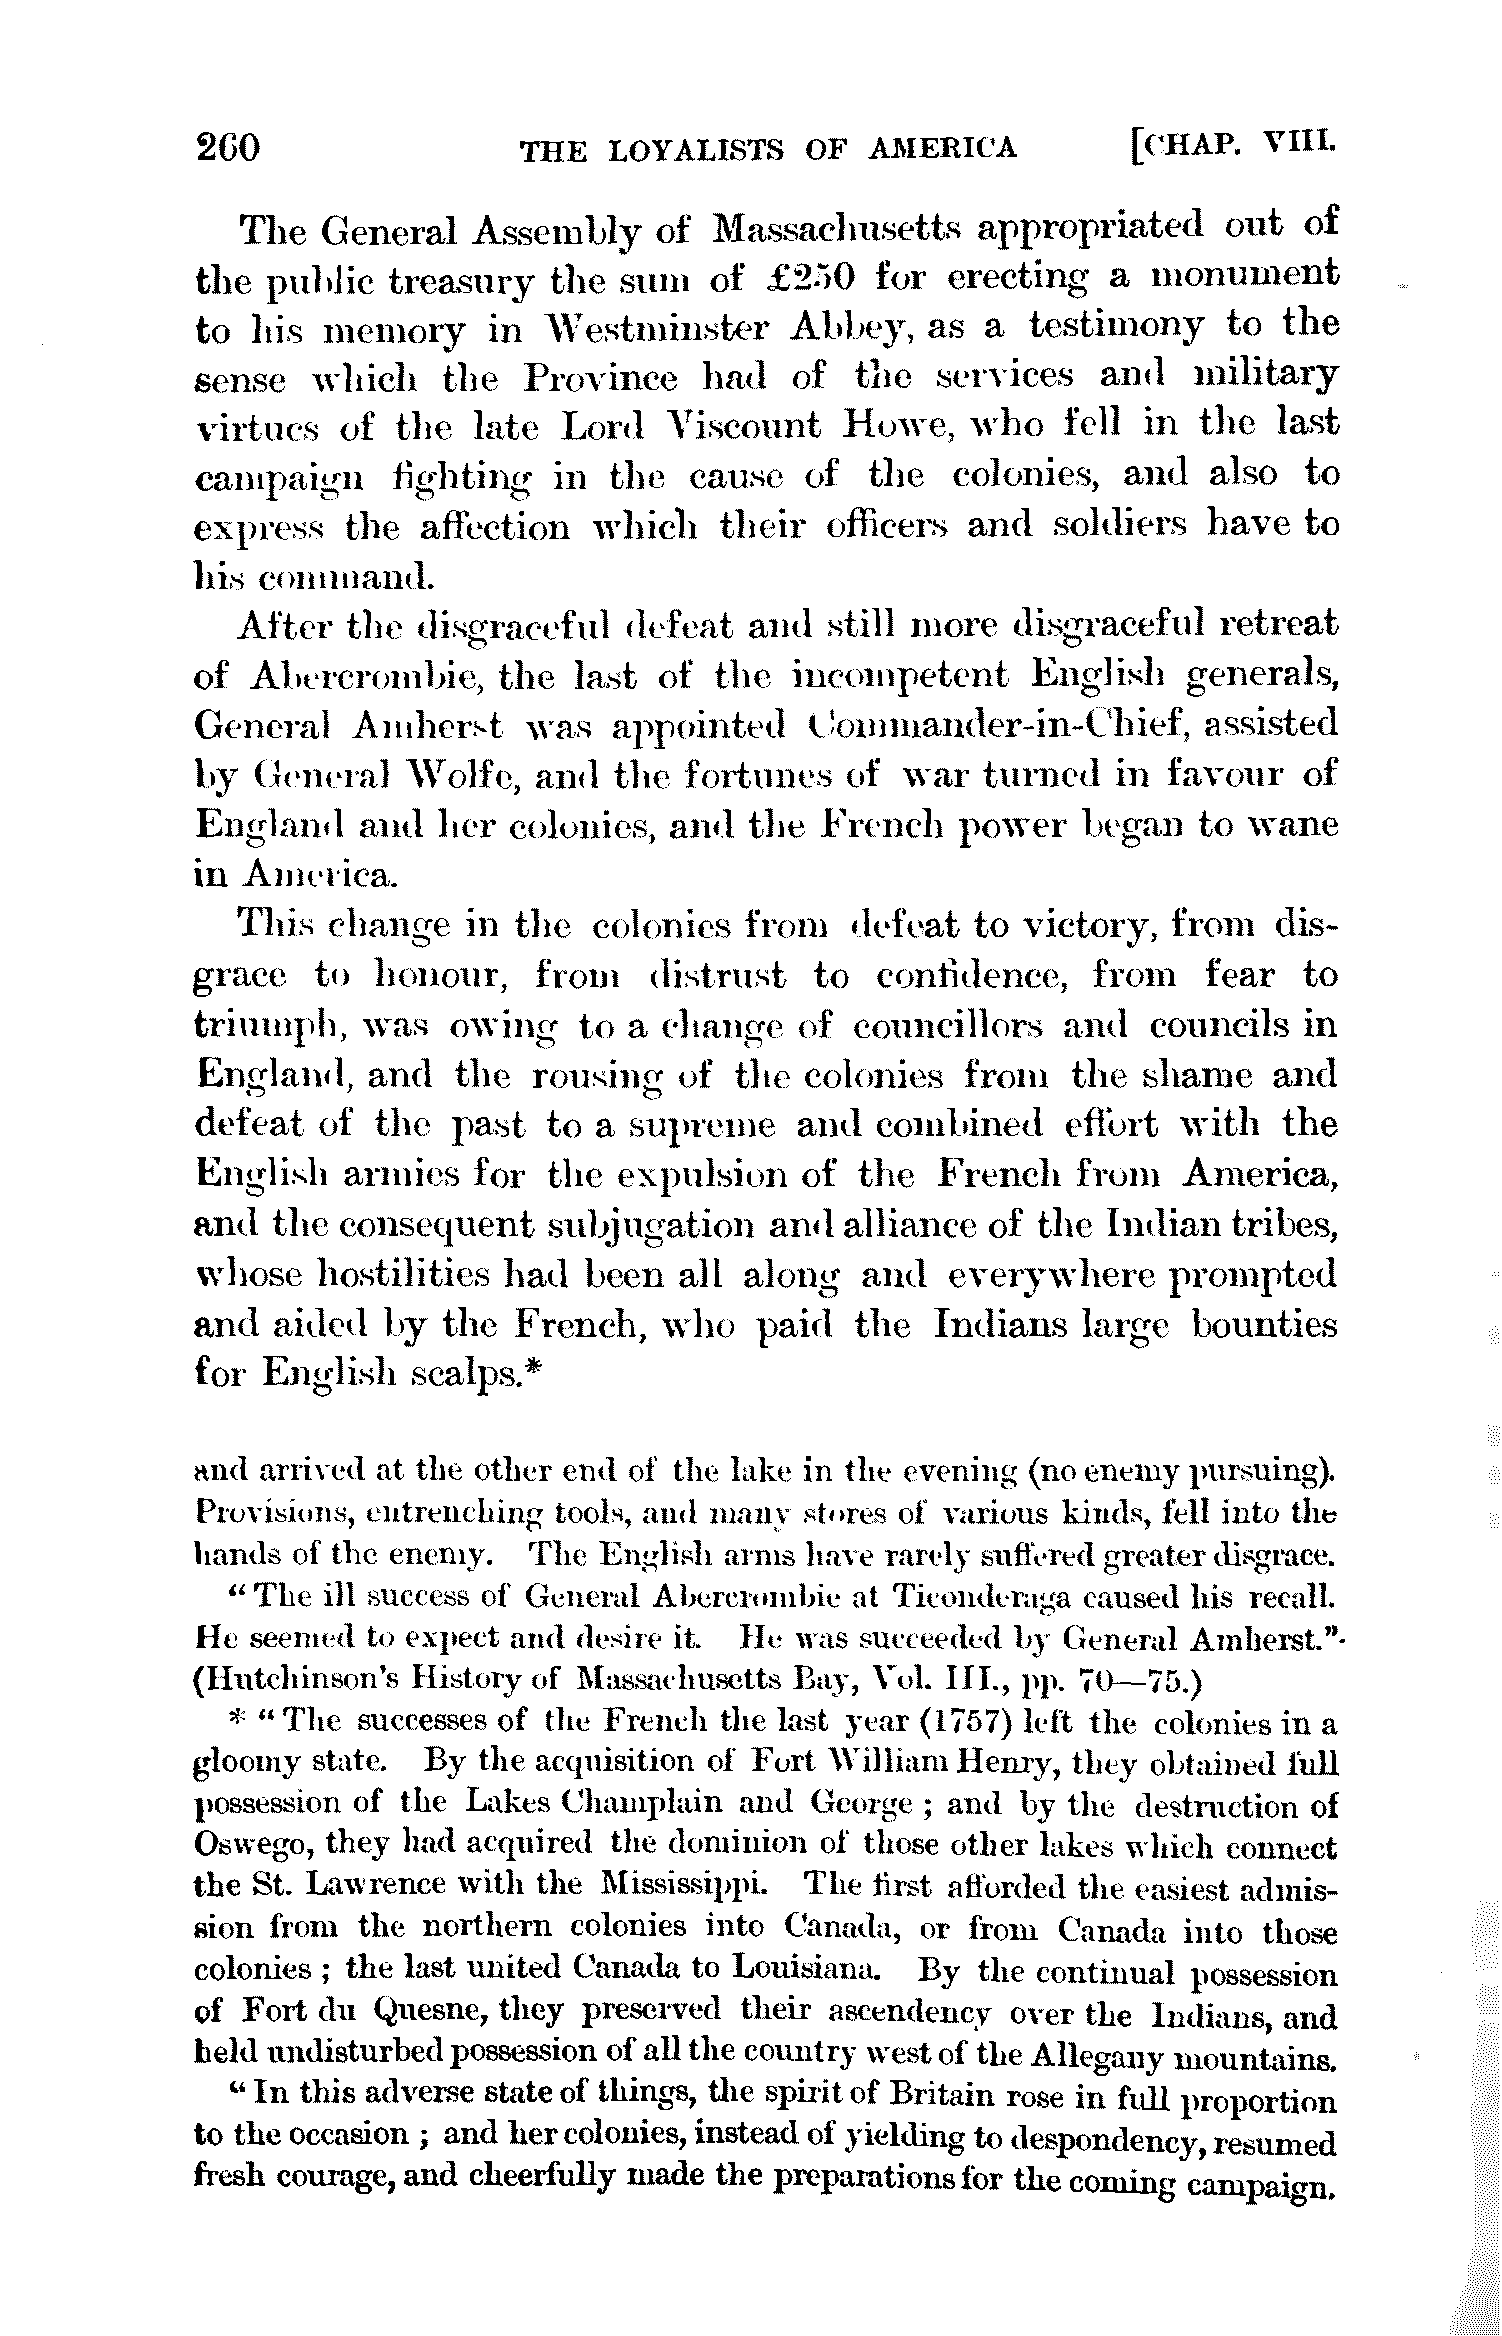 260 THE LOYALISTS OF AMERICA [CHAP. VIII.
The General Assembly of Massachusetts appropriated out of
the public treasury the sum of £250 for erecting a monument
to his memory in Westminster Abbey, as a testimony to the
sense which the Province had of the services and military
virtues of the late Lord Viscount Howe, who fell in the last
campaign fighting in the cause of the colonies, and also to
express the affection which their officers and soldiers have to
his command.
After the disgraceful defeat and still more disgraceful retreat
of Abercrombie, the last of the incompetent English generals,
General Amherst was appointed Commander-in-Chief, assisted
by General Wolfe, and the fortunes of war turned in favour of
England and her colonies, and the French power began to wane
in America.
This change in the colonies from defeat to victory, from dis-
grace to honour, from distrust to confidence, from fear to
triumph, was owing to a change of councillors and councils in
England, and the rousing of the colonies from the shame and
defeat of the past to a supreme and combined effort with the
English armies for the expulsion of the French from America,
and the consequent subjugation and alliance of the Indian tribes,
whose hostilities had been all along and everywhere prompted
and aided by the French, who paid the Indians large bounties
for English scalps.*
and arrived at the other end of the lake in the evening (no enemy pursuing).
Provisions, entrenching tools, and many stores of various kinds, fell into the
hands of the enemy. The English arms have rarely suffered greater disgrace.
"The ill success of General Abercrombie at Ticonderaga caused his recall.
He seemed to expect and desire it. He was succeeded by General Amherst."
(Hutchinson's History of Massachusetts Bay, Vol. III., pp. 70—75.)
* "The successes of the French the last year (1757) left the colonies in a
gloomy state. By the acquisition of Fort William Henry, they obtained full
possession of the Lakes Champlain and George ; and by the destruction of
Oswego, they had acquired the dominion of those other lakes which connect
the St. Lawrence with the Mississippi. The first afforded the easiest admis-
sion from the northern colonies into Canada, or from Canada into those
colonies ; the last united Canada to Louisiana. By the continual possession
of Fort du Quesne, they preserved their ascendency over the Indians, and
held undisturbed possession of all the country west of the Allegany mountains.
"In this adverse state of things, the spirit of Britain rose in full proportion
to the occasion ; and her colonies, instead of yielding to despondency, resumed
fresh courage, and cheerfully made the preparations for the coming campaign.